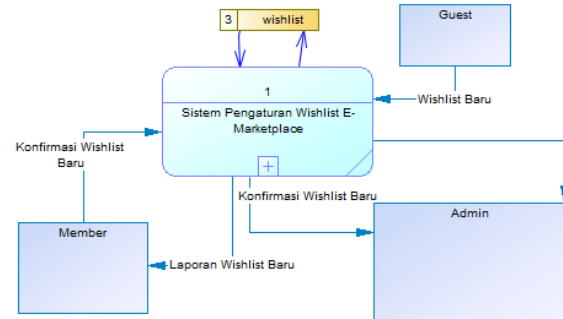 3 wishlist
Guest
1
Sistem Pengaturan Wishlist E-
Marketplace
Wishlist Baru
Konfirmasi Wishlist
Baru
Konfirmasi Wishlist Baru
Member
Admin
Laporan Wishlist Baru